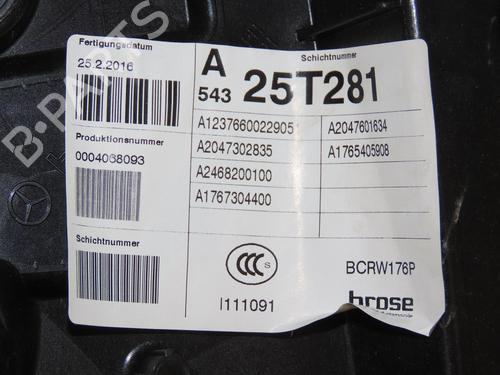 Fertigungsdatum
25.2.2016
Produktionsnummer
0004068093
Schichtnummer
A
543
Schichtnummer
25T281
A1237660022905
A2047601634
A2047302835
A1765405908
A2468200100
A1767304400
CCC S
BCRW176P
I111091
brose
B-PARTS